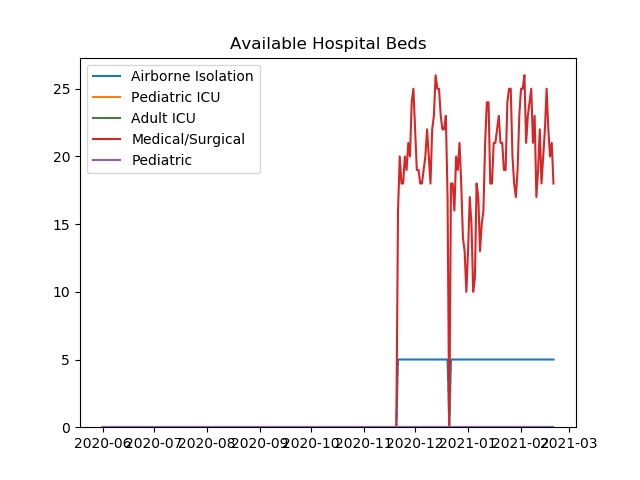 Available Hospital Beds
Airborne Isolation
Pediatric ICU
Adult ICU
Medical/Surgical
Pediatric
25
20
15
10
5
0
2020-06 2020-07 2020-08 2020-09 2020-10 2020-11 2020-12 2021-01 2021-02 2021-03